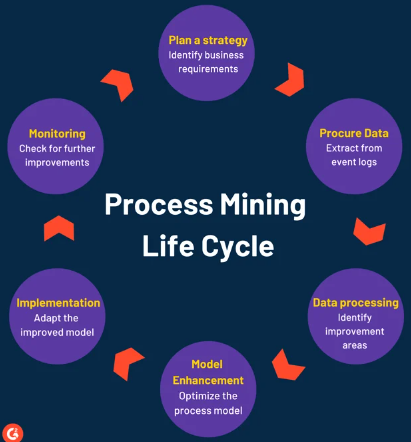 Plan a strategy
Identify business
requirements
Procure Data
Extract from
event logs
Data processing
Identify
improvement
areas
Model
Enhancement
Optimize the
process model
Implementation
Adapt the
improved model
Monitoring
Check for further
improvements
Process Mining
Life Cycle
G2